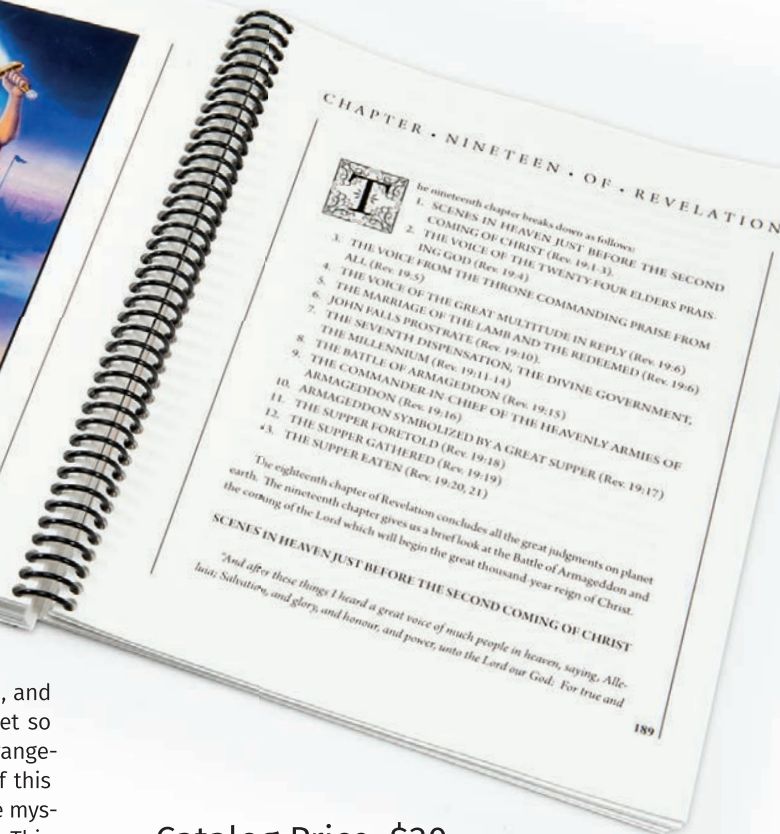 CHAPTER • NINETEEN • OF • REVELATION
The nineteenth chapter breaks down as follows:
1. SCENES IN HEAVEN JUST BEFORE THE SECOND
COMING OF CHRIST (Rev. 19:1-3).
2. THE VOICE OF THE TWENTY-FOUR ELDERS PRAIS-
ING GOD (Rev. 19:4)
3. THE VOICE FROM THE THRONE COMMANDING PRAISE FROM
ALL (Rev. 19:5)
4. THE VOICE OF THE GREAT MULTITUDE IN REPLY (Rev. 19:6)
5. THE MARRIAGE OF THE LAMB AND THE REDEEMED (Rev. 19:6)
6. JOHN FALLS PROSTRATE (Rev. 19:10).
7. THE SEVENTH DISPENSATION, THE DIVINE GOVERNMENT,
THE MILLENNIUM (Rev. 19:11-14)
8. THE BATTLE OF ARMAGEDDON (Rev. 19:15)
9. THE COMMANDER-IN-CHIEF OF THE HEAVENLY ARMIES OF
ARMAGEDDON (Rev. 19:16)
10. ARMAGEDDON SYMBOLIZED BY A GREAT SUPPER (Rev. 19:17)
11. THE SUPPER FORETOLD (Rev. 19:18)
12. THE SUPPER GATHERED (Rev. 19:19)
13. THE SUPPER EATEN (Rev. 19:20, 21)
The eighteenth chapter of Revelation concludes all the great judgments on planet
earth. The nineteenth chapter gives us a brief look at the Battle of Armageddon and
the coming of the Lord which will begin the great thousand-year reign of Christ.
SCENES IN HEAVEN JUST BEFORE THE SECOND COMING OF CHRIST
"And after these things I heard a great voice of much people in heaven, saying, Alle-
luia; Salvation, and glory, and honour, and power, unto the Lord our God: For true and
189
, and
et so
ange-
f this
e mys-
This
Catalog Price $30